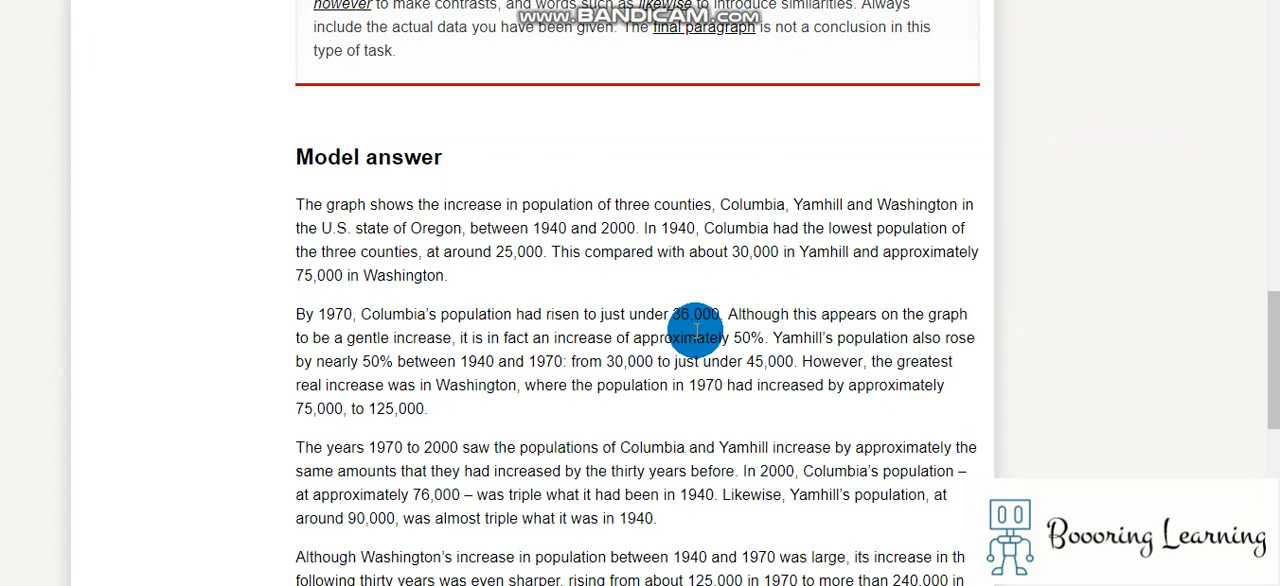 however to make contrasts, and words such as likewise to introduce similarities. Always
www.BANDICAM.com
include the actual data you have been given. The final paragraph is not a conclusion in this
type of task.
Model answer
The graph shows the increase in population of three counties, Columbia, Yamhill and Washington in
the U.S. state of Oregon, between 1940 and 2000. In 1940, Columbia had the lowest population of
the three counties, at around 25,000. This compared with about 30,000 in Yamhill and approximately
75,000 in Washington.
By 1970, Columbia's population had risen to just under 36,000. Although this appears on the graph
to be a gentle increase, it is in fact an increase of approximately 50%. Yamhill's population also rose
by nearly 50% between 1940 and 1970: from 30,000 to just under 45,000. However, the greatest
real increase was in Washington, where the population in 1970 had increased by approximately
75,000, to 125,000.
The years 1970 to 2000 saw the populations of Columbia and Yamhill increase by approximately the
same amounts that they had increased by the thirty years before. In 2000, Columbia's population –
at approximately 76,000 – was triple what it had been in 1940. Likewise, Yamhill's population, at
around 90,000, was almost triple what it was in 1940.
Boooring Learning
Although Washington's increase in population between 1940 and 1970 was large, its increase in th
following thirty years was even sharper, rising from about 125,000 in 1970 to more than 240,000 in